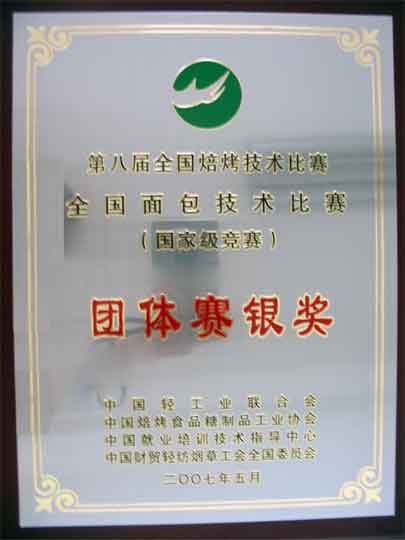 第八届全国焙烤技术比赛
全国面包技术比赛
（国家级竞赛）
团体赛银奖
中国轻工业联合会
中国焙烤食品糖制品工业协会
中国就业培训技术指导中心
中国财贸轻纺烟草工会全国委员会
二〇〇七年五月